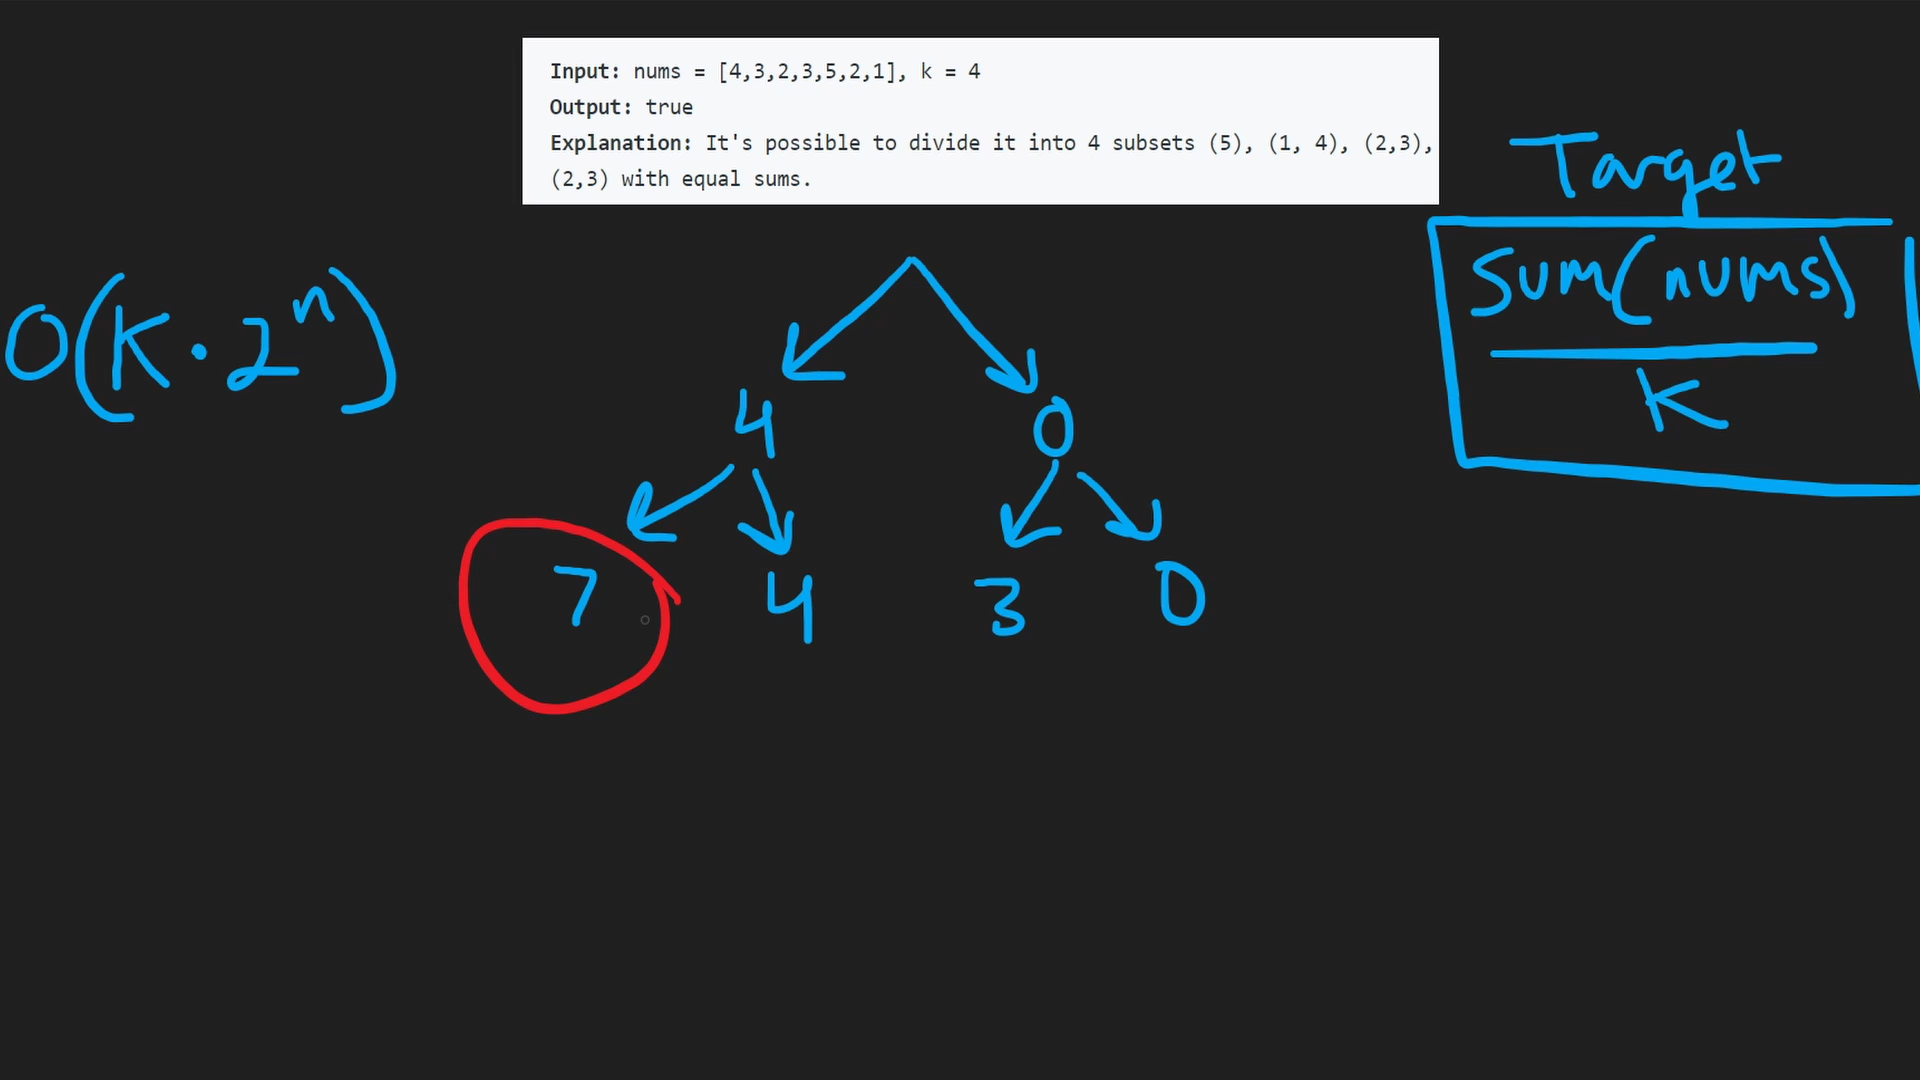 Input: nums = [4,3,2,3,5,2,1], k = 4
Output: true
Explanation: It's possible to divide it into 4 subsets (5), (1, 4), (2,3),
(2,3) with equal sums.
Target
Sum(nums)
K
O(K·2ⁿ)
4 0
7 4 3 0